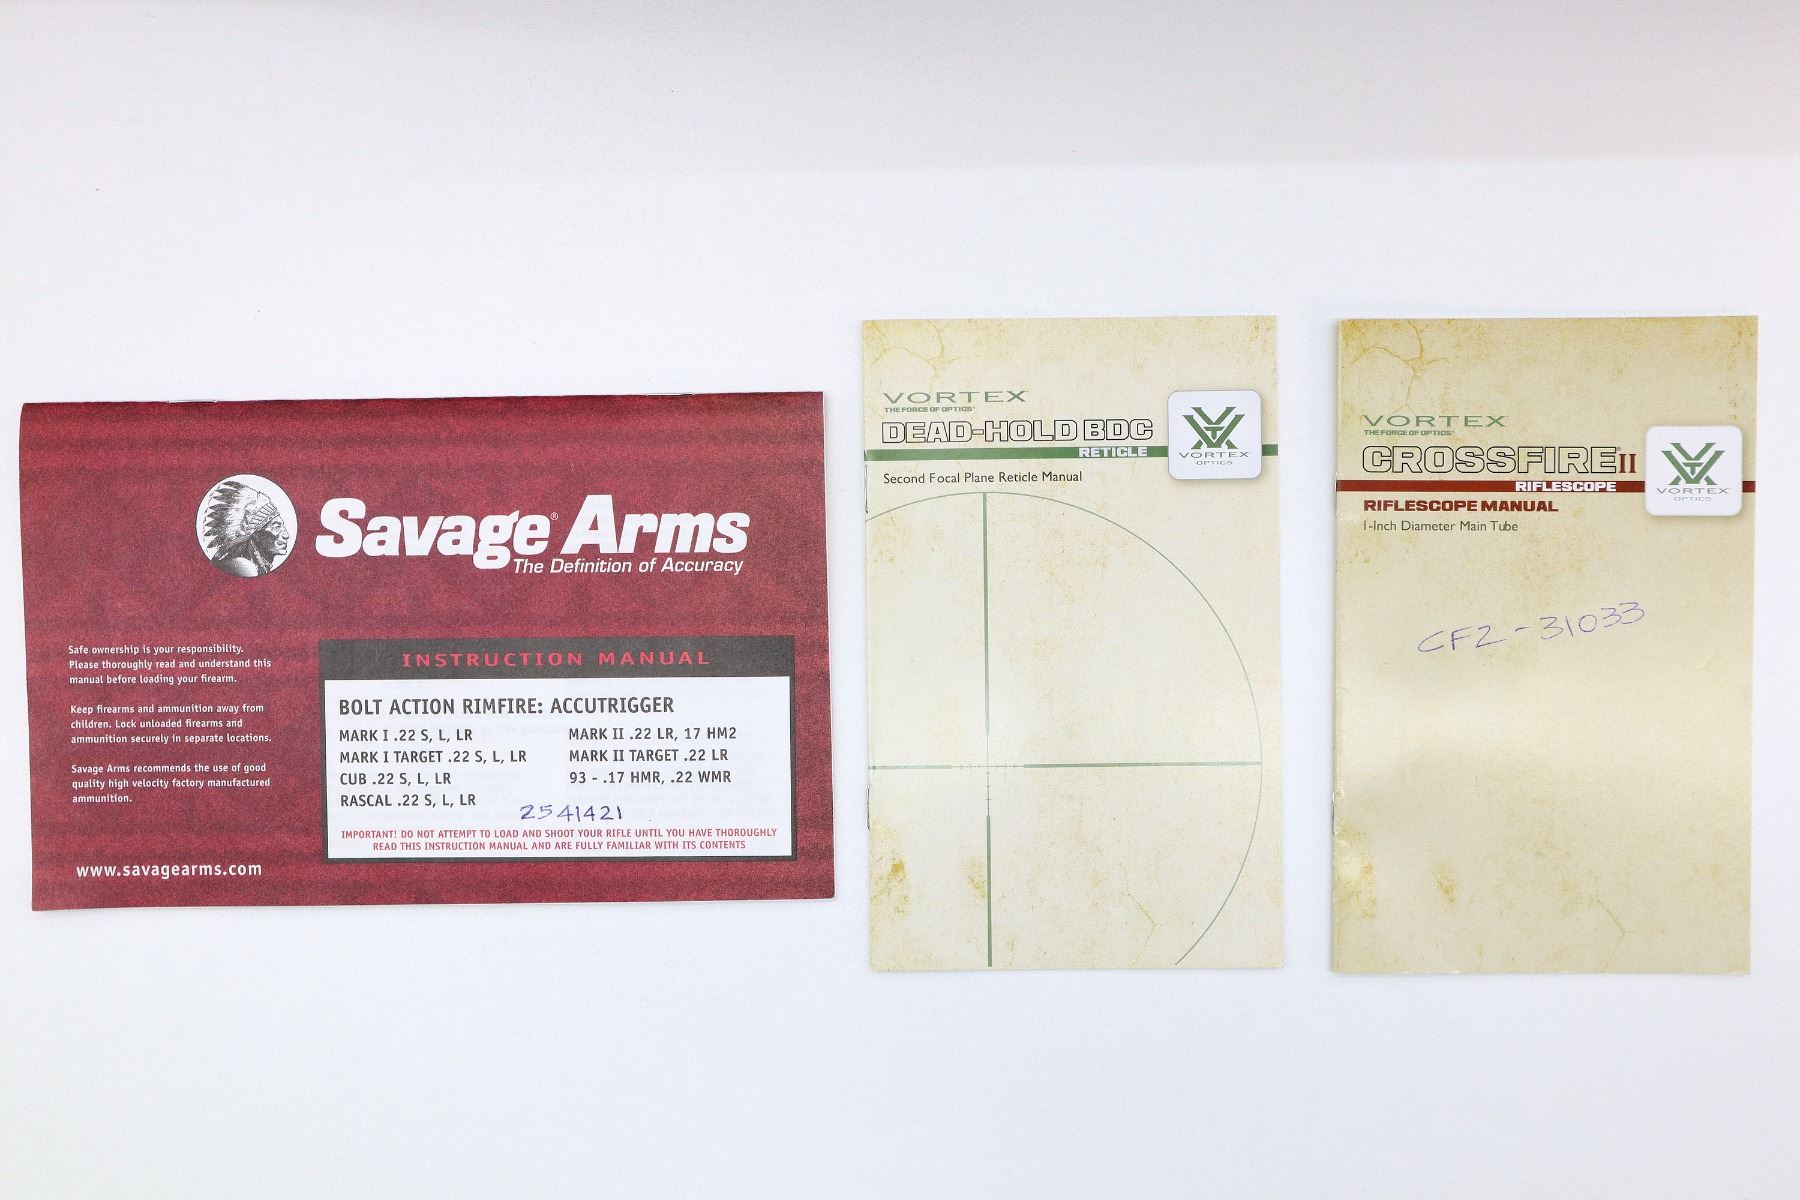 Savage® Arms
The Definition of Accuracy
Safe ownership is your responsibility.
Please thoroughly read and understand this
manual before loading your firearm.
Keep firearms and ammunition away from
children. Lock unloaded firearms and
ammunition securely in separate locations.
Savage Arms recommends the use of good
quality high velocity factory manufactured
ammunition.
www.savagearms.com
INSTRUCTION MANUAL
BOLT ACTION RIMFIRE: ACCUTRIGGER
MARK I .22 S, L, LR
MARK I TARGET .22 S, L, LR
CUB .22 S, L, LR
RASCAL .22 S, L, LR
MARK II .22 LR, 17 HM2
MARK II TARGET .22 LR
93 - .17 HMR, .22 WMR
2541421
IMPORTANT! DO NOT ATTEMPT TO LOAD AND SHOOT YOUR RIFLE UNTIL YOU HAVE THOROUGHLY
READ THIS INSTRUCTION MANUAL AND ARE FULLY FAMILIAR WITH ITS CONTENTS
VORTEX
THE FORCE OF OPTICS®
DEAD-HOLD BDC
RETICLE
Second Focal Plane Reticle Manual
VORTEX®
OPTICS
VORTEX
THE FORCE OF OPTICS®
CROSSFIRE® II
RIFLESCOPE
RIFLESCOPE MANUAL
1-Inch Diameter Main Tube
VORTEX®
OPTICS
CF2-31033